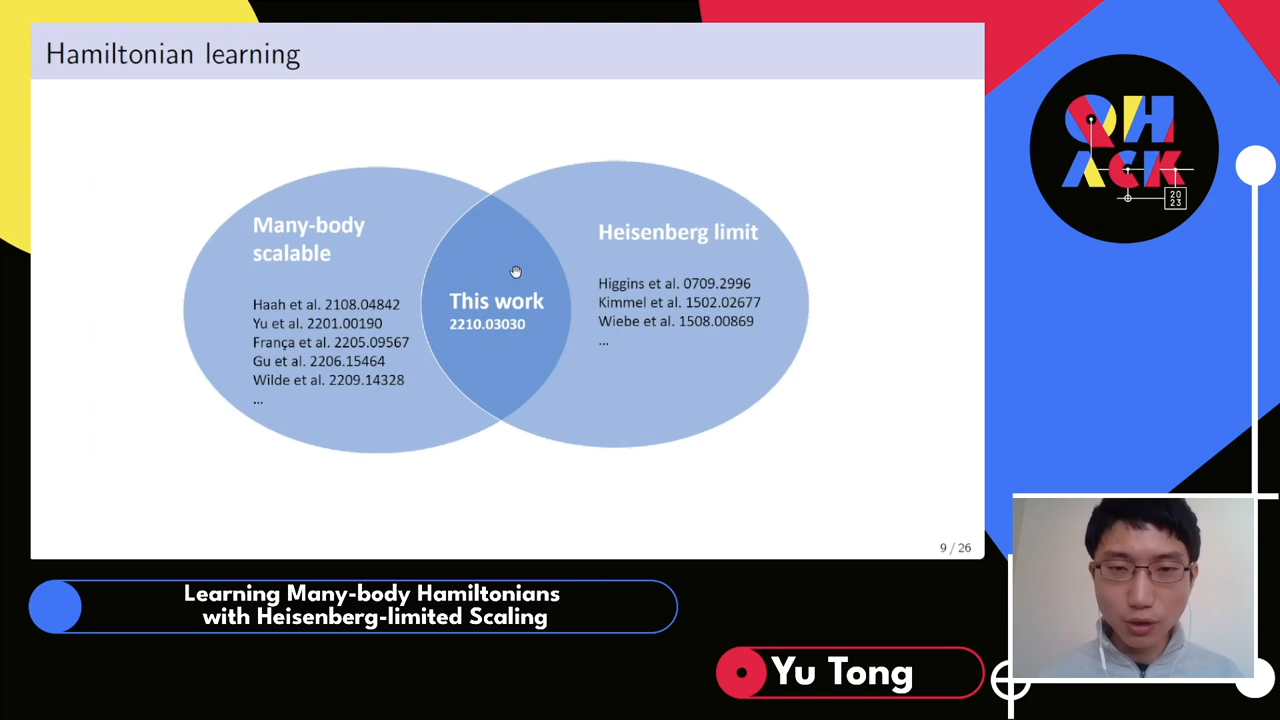 Hamiltonian learning
Many-body
scalable
Haah et al. 2108.04842
Yu et al. 2201.00190
França et al. 2205.09567
Gu et al. 2206.15464
Wilde et al. 2209.14328
...
This work
2210.03030
Heisenberg limit
Higgins et al. 0709.2996
Kimmel et al. 1502.02677
Wiebe et al. 1508.00869
...
9 / 26
QH
ACK
20
23
Learning Many-body Hamiltonians
with Heisenberg-limited Scaling
Yu Tong